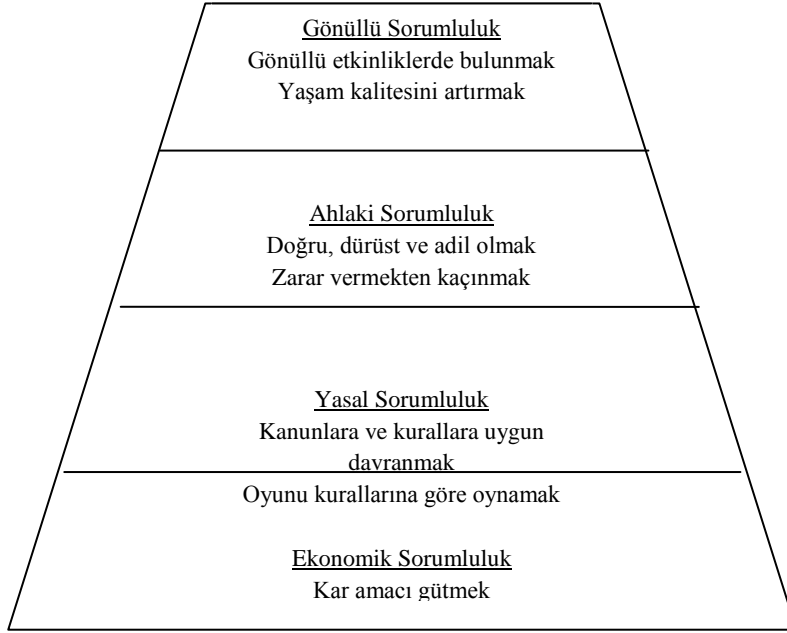 Gönüllü Sorumluluk
Gönüllü etkinliklerde bulunmak
Yaşam kalitesini artırmak
Ahlaki Sorumluluk
Doğru, dürüst ve adil olmak
Zarar vermekten kaçınmak
Yasal Sorumluluk
Kanunlara ve kurallara uygun
davranmak
Oyunu kurallarına göre oynamak
Ekonomik Sorumluluk
Kar amacı gütmek